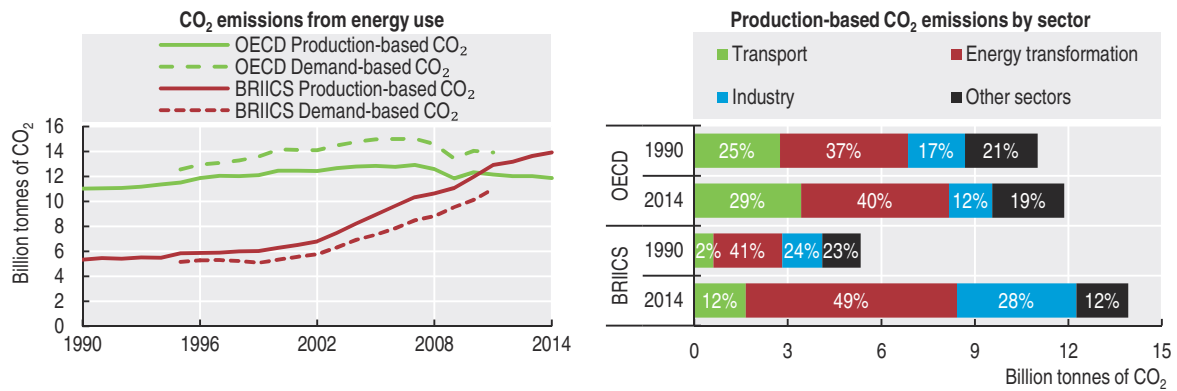 CO₂ emissions from energy use
OECD Production-based CO₂
OECD Demand-based CO₂
BRIICS Production-based CO₂
BRIICS Demand-based CO₂
Billion tonnes of CO₂
16
14
12
10
8
6
4
2
0
1990 1996 2002 2008 2014
Production-based CO₂ emissions by sector
Transport Energy transformation
Industry Other sectors
OECD
1990 25% 37% 17% 21%
2014 29% 40% 12% 19%
BRIICS
1990 2% 41% 24% 23%
2014 12% 49% 28% 12%
0 3 6 9 12 15
Billion tonnes of CO₂